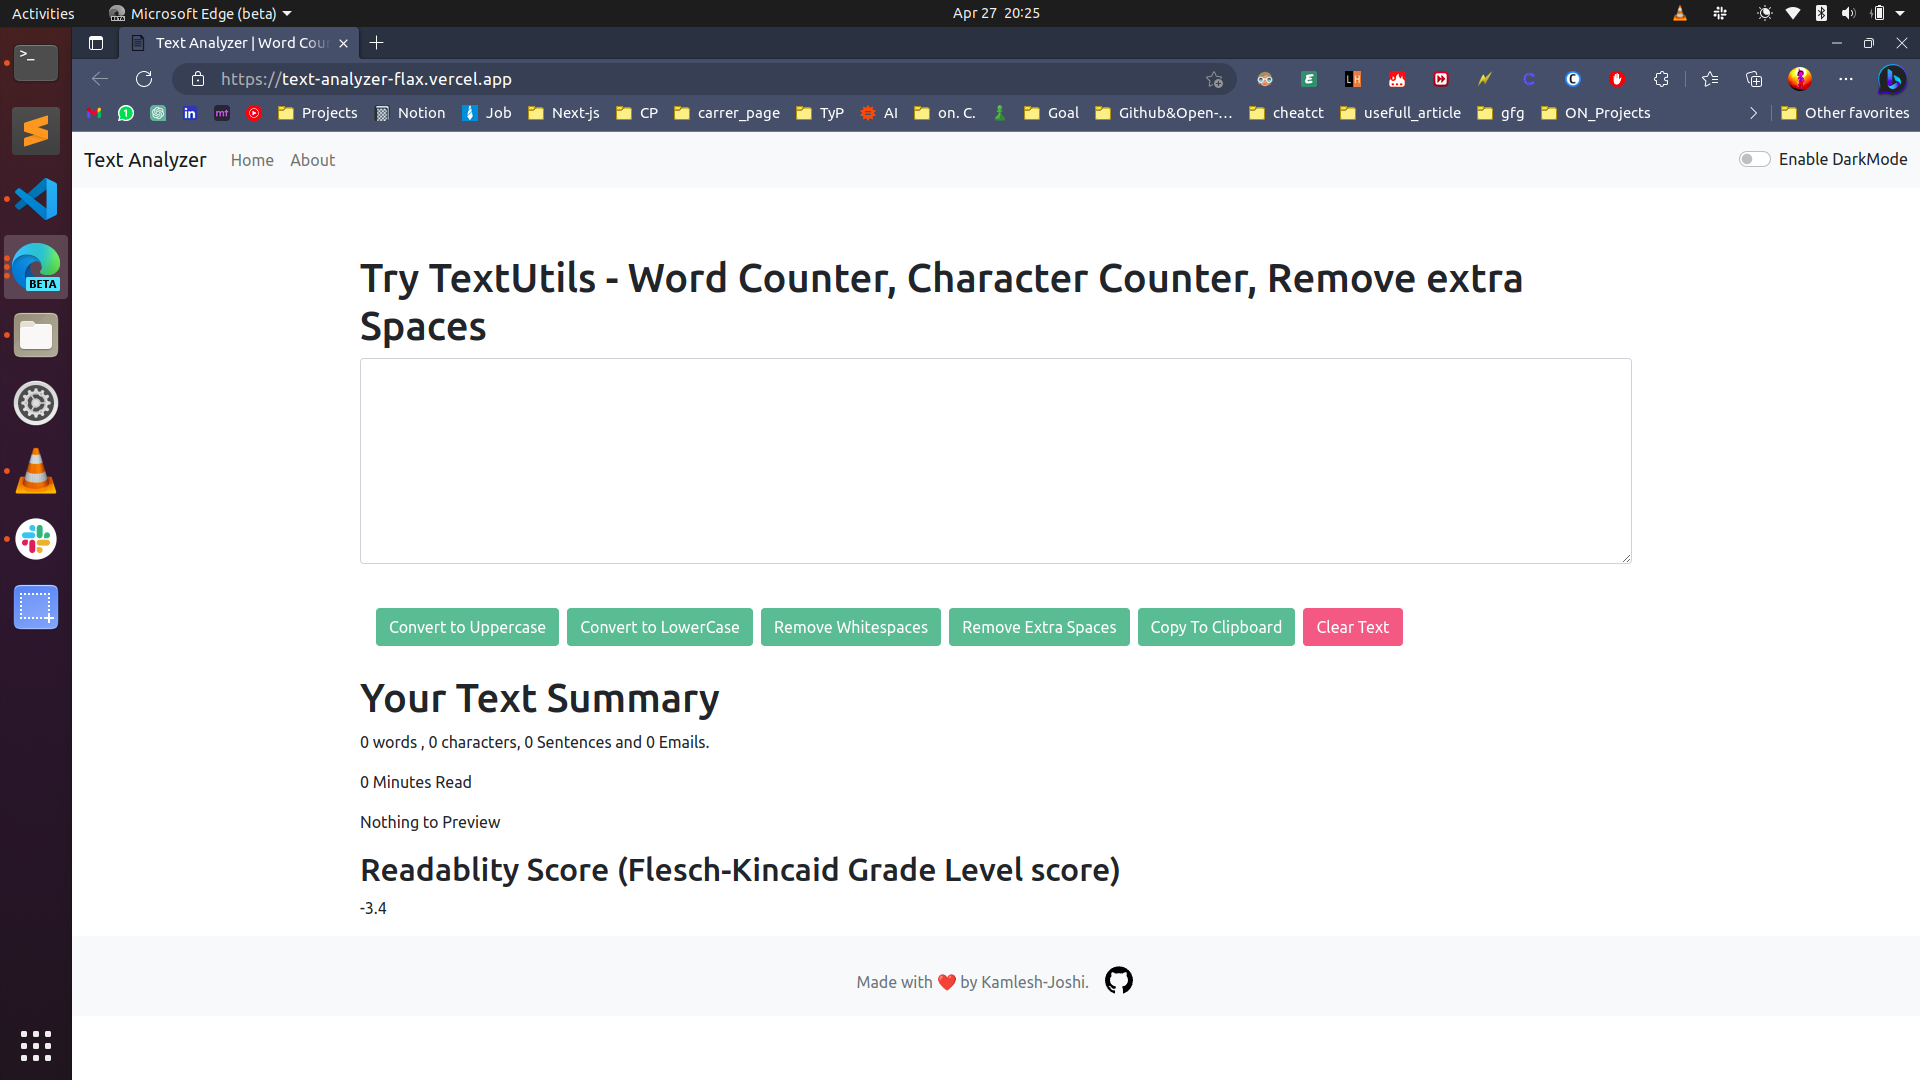 Activities
Microsoft Edge (beta)
Apr 27 20:25
Text Analyzer | Word Cou
https://text-analyzer-flax.vercel.app
Projects
Notion
Job
Next-js
CP
carrer_page
TyP
AI
on. C.
Goal
Github&Open-...
cheatct
usefull_article
gfg
ON_Projects
Other favorites
Text Analyzer
Home
About
Enable DarkMode
BETA
Try TextUtils - Word Counter, Character Counter, Remove extra
Spaces
Convert to Uppercase
Convert to LowerCase
Remove Whitespaces
Remove Extra Spaces
Copy To Clipboard
Clear Text
Your Text Summary
0 words , 0 characters, 0 Sentences and 0 Emails.
0 Minutes Read
Nothing to Preview
Readablity Score (Flesch-Kincaid Grade Level score)
-3.4
Made with ❤️ by Kamlesh-Joshi.